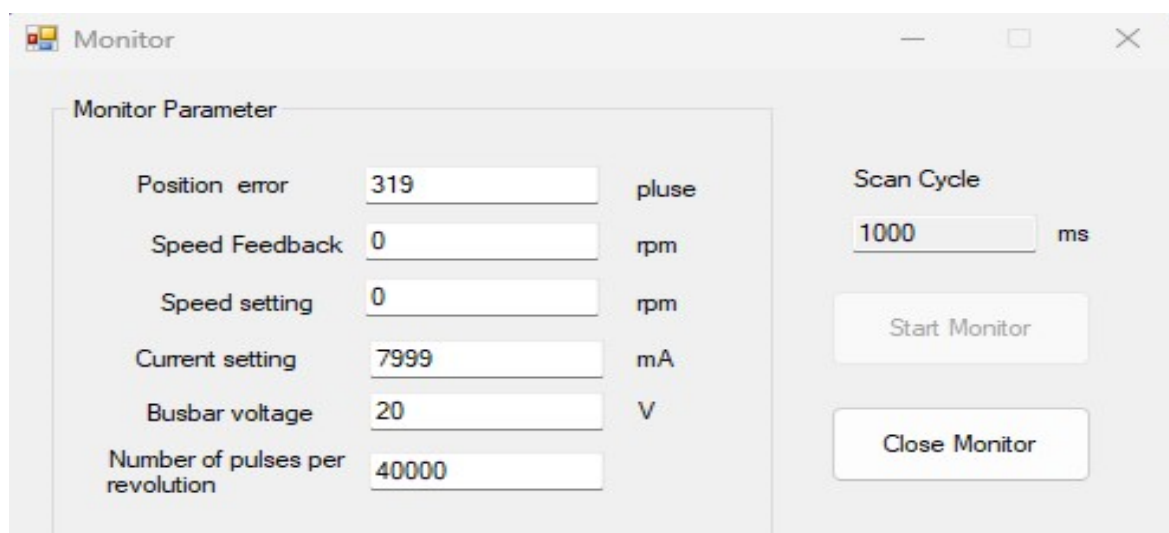 Monitor
Monitor Parameter
Position error 319 pluse
Speed Feedback 0 rpm
Speed setting 0 rpm
Current setting 7999 mA
Busbar voltage 20 V
Number of pulses per
revolution 40000
Scan Cycle
1000 ms
Start Monitor
Close Monitor